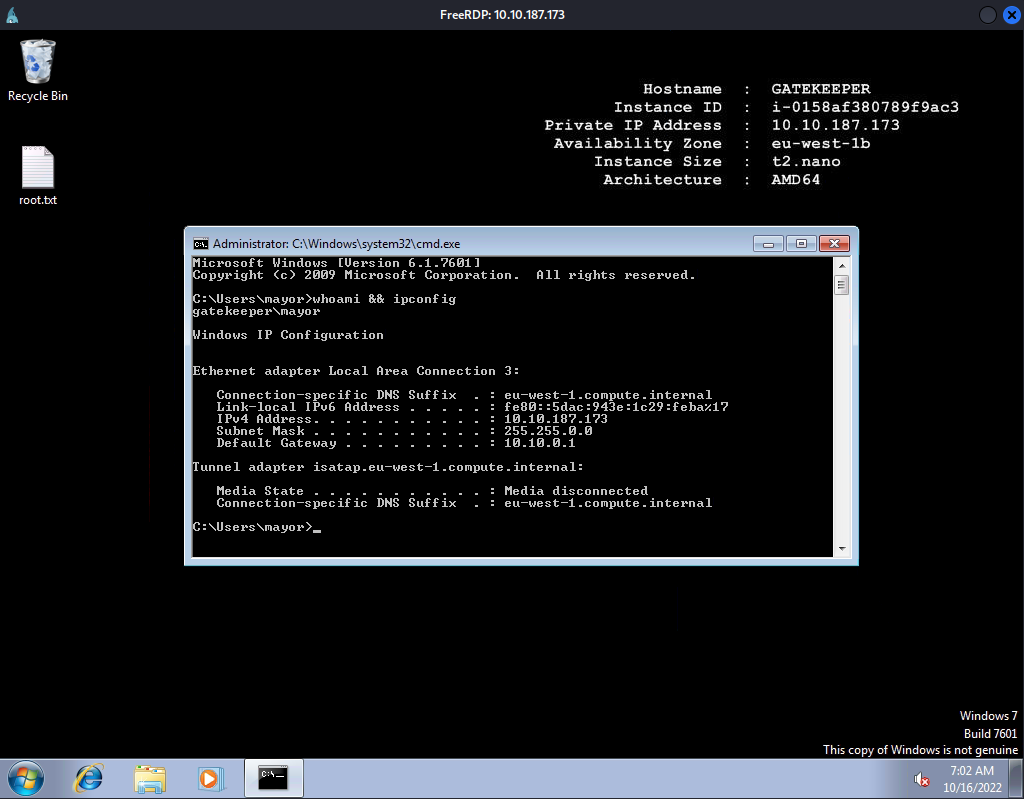 FreeRDP: 10.10.187.173
Recycle Bin
root.txt
Hostname : GATEKEEPER
Instance ID : i-0158af380789f9ac3
Private IP Address : 10.10.187.173
Availability Zone : eu-west-1b
Instance Size : t2.nano
Architecture : AMD64
C:\. Administrator: C:\Windows\system32\cmd.exe
Microsoft Windows [Version 6.1.7601]
Copyright (c) 2009 Microsoft Corporation.  All rights reserved.
C:\Users\mayor>whoami && ipconfig
gatekeeper\mayor
Windows IP Configuration
Ethernet adapter Local Area Connection 3:
   Connection-specific DNS Suffix  . : eu-west-1.compute.internal
   Link-local IPv6 Address . . . . . : fe80::5dac:943e:1c29:feba%17
   IPv4 Address. . . . . . . . . . . : 10.10.187.173
   Subnet Mask . . . . . . . . . . . : 255.255.0.0
   Default Gateway . . . . . . . . . : 10.10.0.1
Tunnel adapter isatap.eu-west-1.compute.internal:
   Media State . . . . . . . . . . . : Media disconnected
   Connection-specific DNS Suffix  . : eu-west-1.compute.internal
C:\Users\mayor>_
Windows 7
Build 7601
This copy of Windows is not genuine
C:\_
7:02 AM
10/16/2022